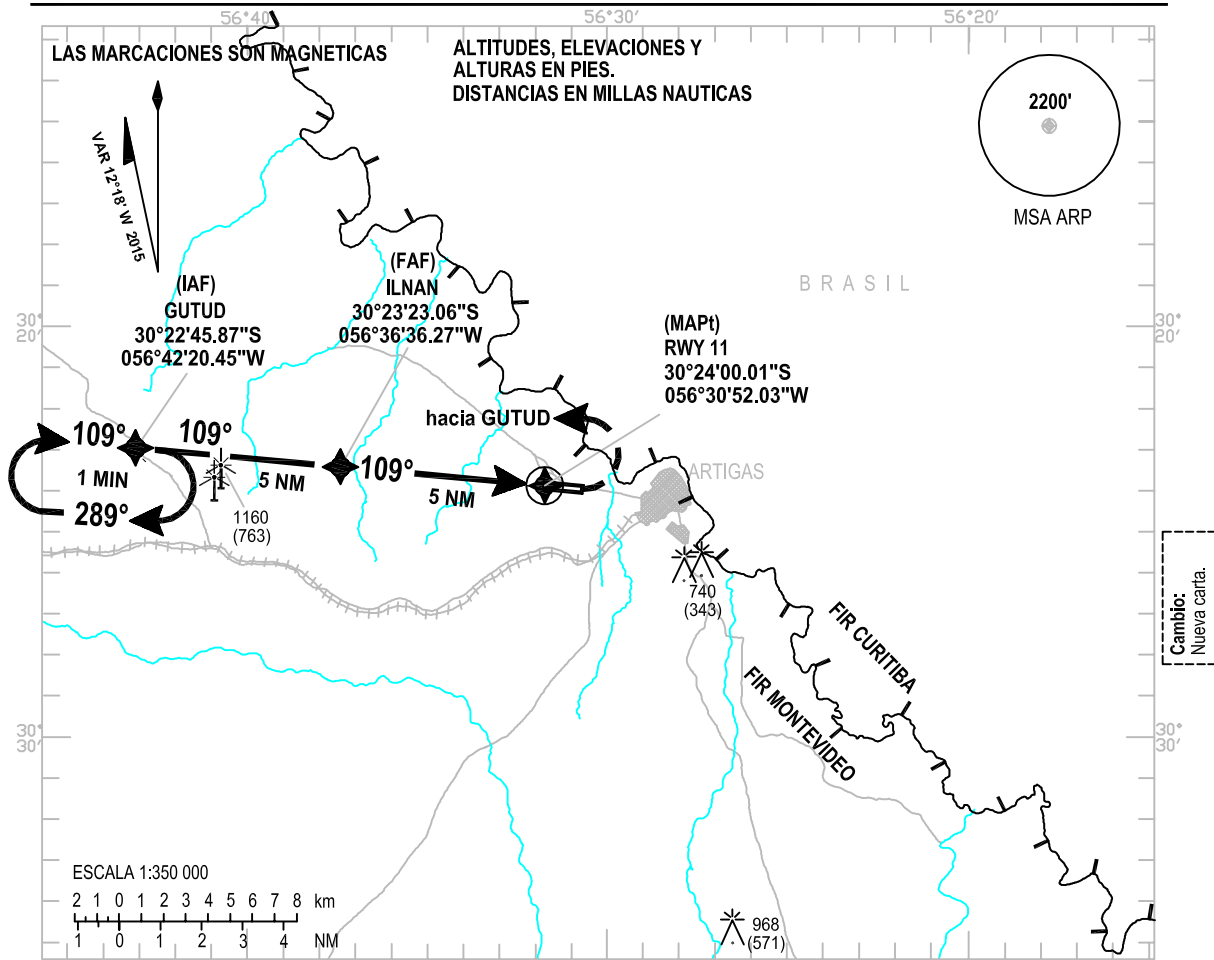 56°40′
56°30′
56°20′
LAS MARCACIONES SON MAGNETICAS
ALTITUDES, ELEVACIONES Y
ALTURAS EN PIES.
DISTANCIAS EN MILLAS NAUTICAS
2200'
MSA ARP
VAR 12°18' W 2015
(IAF)
GUTUD
30°22'45.87"S
056°42'20.45"W
(FAF)
ILNAN
30°23'23.06"S
056°36'36.27"W
BRASIL
(MAPt)
RWY 11
30°24'00.01"S
056°30'52.03"W
30°
20′
30°
20′
hacia GUTUD
109°
109°
109°
1 MIN
5 NM
5 NM
289°
ARTIGAS
1160
(763)
740
(343)
FIR CURITIBA
FIR MONTEVIDEO
Cambio:
Nueva carta.
30°
30′
30°
30′
ESCALA 1:350 000
2 1 0 1 2 3 4 5 6 7 8 km
1 0 1 2 3 4 NM
968
(571)